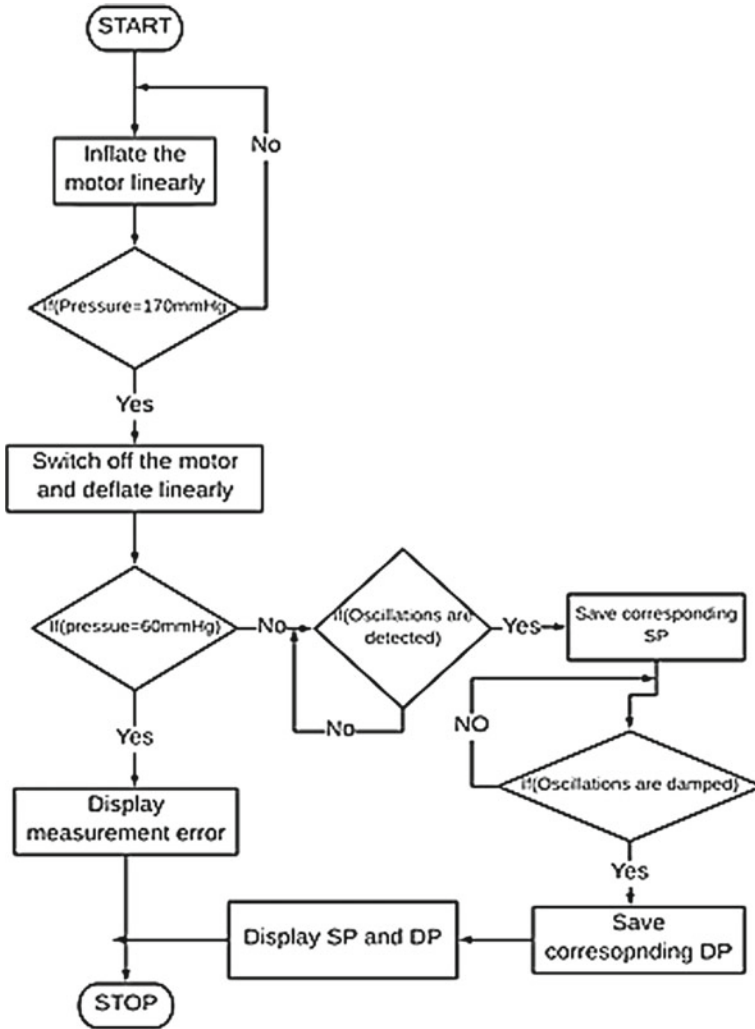 START
No
Inflate the
motor linearly
If(Pressure=170mmHg
Yes
Switch off the motor
and deflate linearly
If(pressue=60mmHg)
No
If(Oscillations are
detected)
Yes
Save corresponding
SP
No
NO
Yes
If(Oscillations are damped)
Display
measurement error
Yes
Display SP and DP
Save
corresopnding DP
STOP